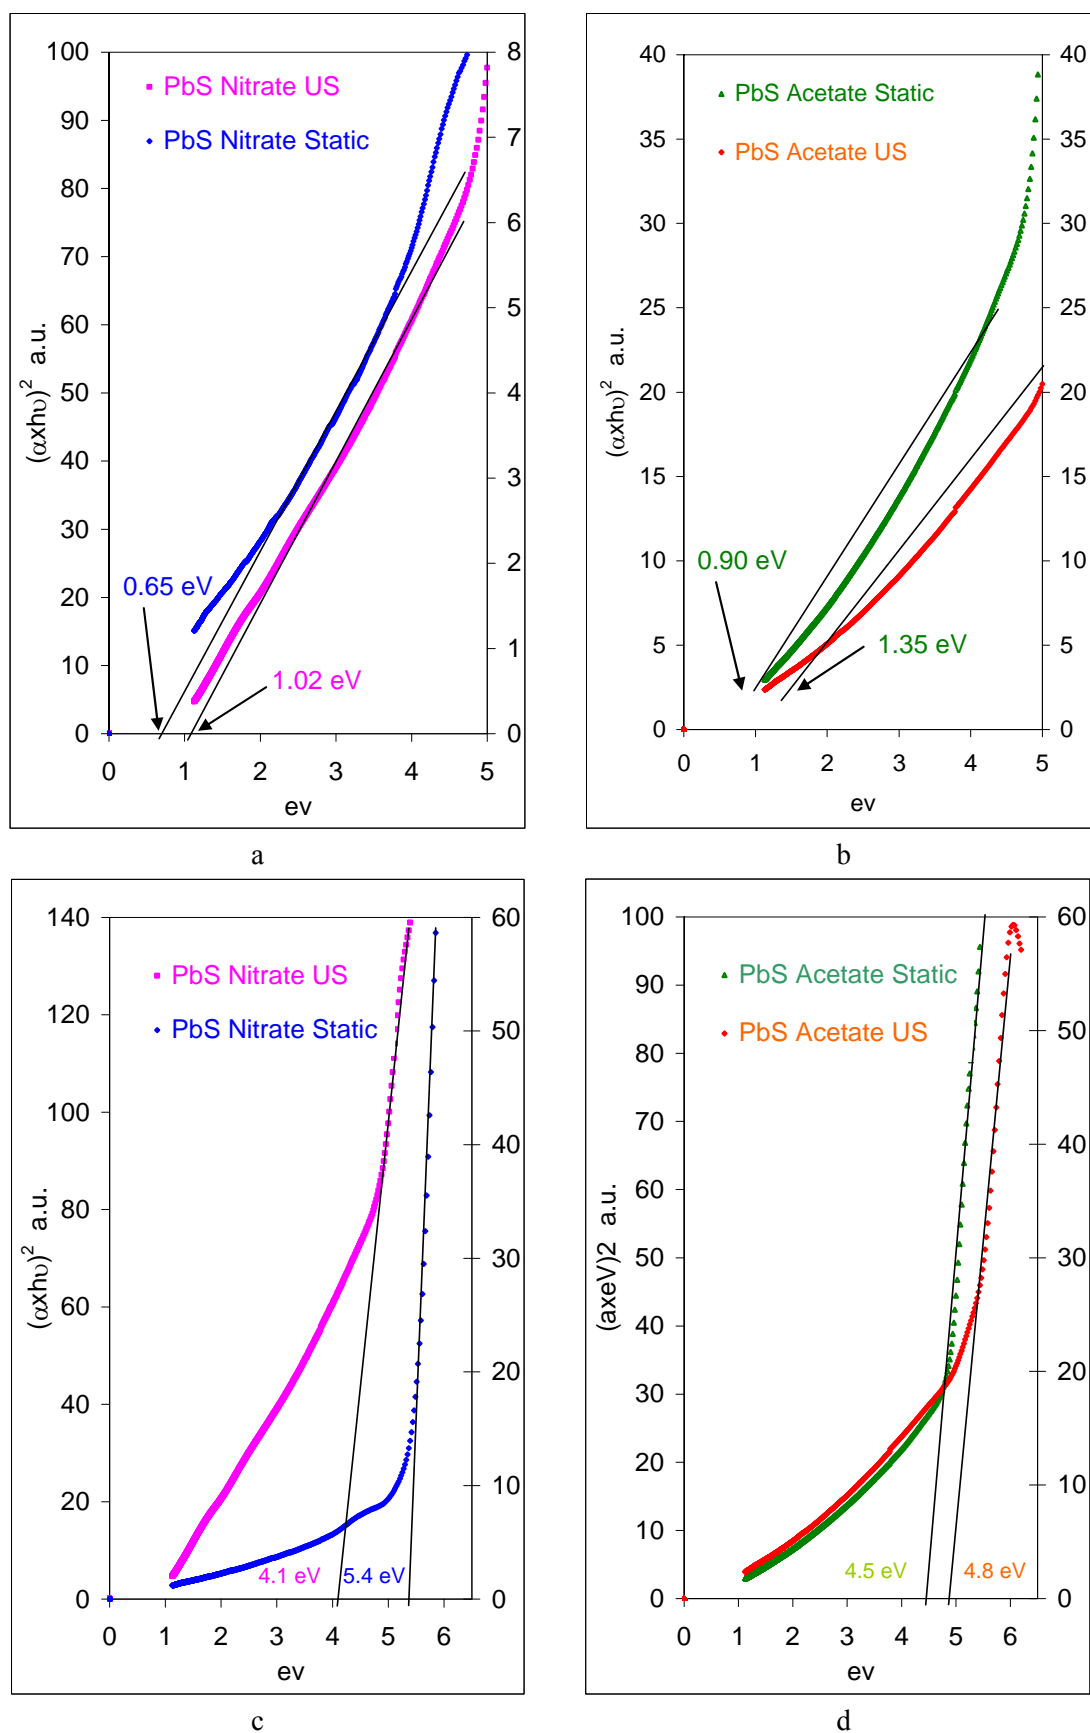 100
90
80
70
60
50
40
30
20
10
0
8
7
6
5
4
3
2
1
0
PbS Nitrate US
PbS Nitrate Static
(αxhυ)² a.u.
0.65 eV
1.02 eV
0 1 2 3 4 5
ev
a
40
35
30
25
20
15
10
5
0
40
35
30
25
20
15
10
5
0
PbS Acetate Static
PbS Acetate US
(αxhυ)² a.u.
0.90 eV
1.35 eV
0 1 2 3 4 5
ev
b
140
120
100
80
60
40
20
0
60
50
40
30
20
10
0
PbS Nitrate US
PbS Nitrate Static
(αxhυ)² a.u.
4.1 eV
5.4 eV
0 1 2 3 4 5 6
ev
c
100
90
80
70
60
50
40
30
20
10
0
60
50
40
30
20
10
0
PbS Acetate Static
PbS Acetate US
(axeV)2 a.u.
4.5 eV
4.8 eV
0 1 2 3 4 5 6
ev
d